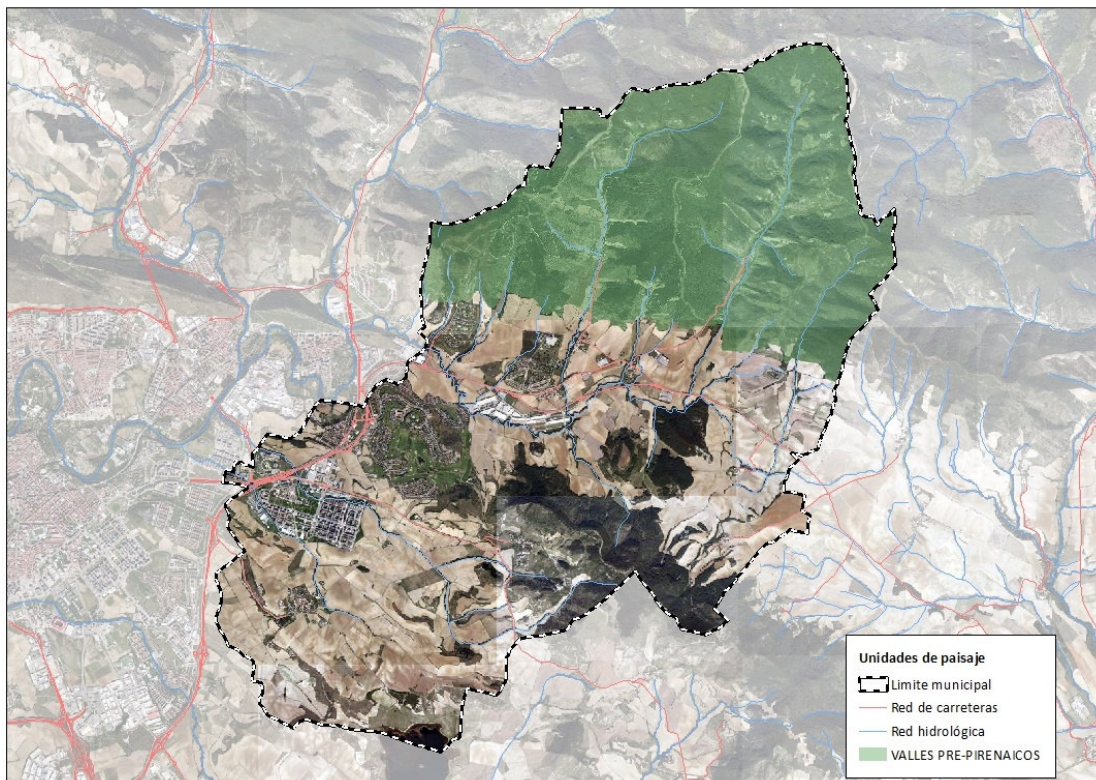 Unidades de paisaje
Limite municipal
Red de carreteras
Red hidrológica
VALLES PRE-PIRENAICOS